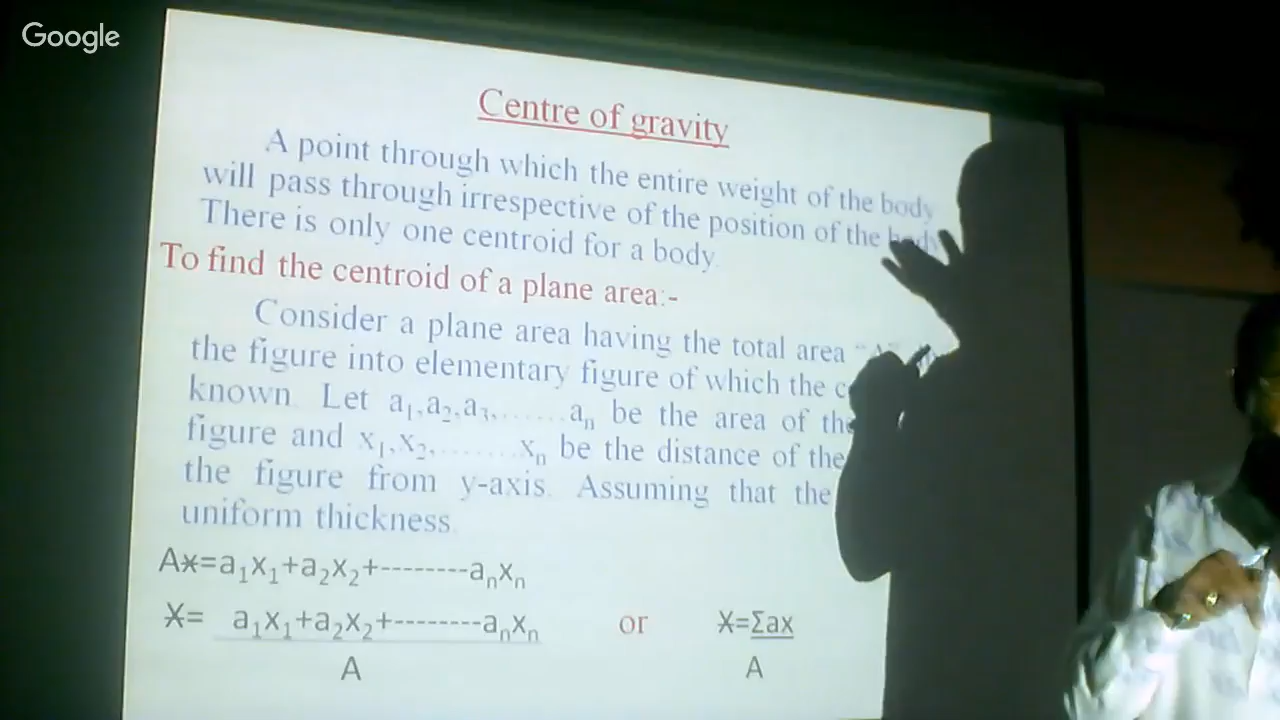 Google
Centre of gravity
A point through which the entire weight of the body
will pass through irrespective of the position of the body
There is only one centroid for a body.
To find the centroid of a plane area:-
Consider a plane area having the total area
the figure into elementary figure of which the
known. Let a₁,a₂,a₃,.......aₙ be the area of the
figure and x₁,x₂,........xₙ be the distance of the
the figure from y-axis. Assuming that the
uniform thickness.
Aꓫ=a₁x₁+a₂x₂+--------aₙxₙ
ꓫ= a₁x₁+a₂x₂+--------aₙxₙ or ꓫ=Σax
A A